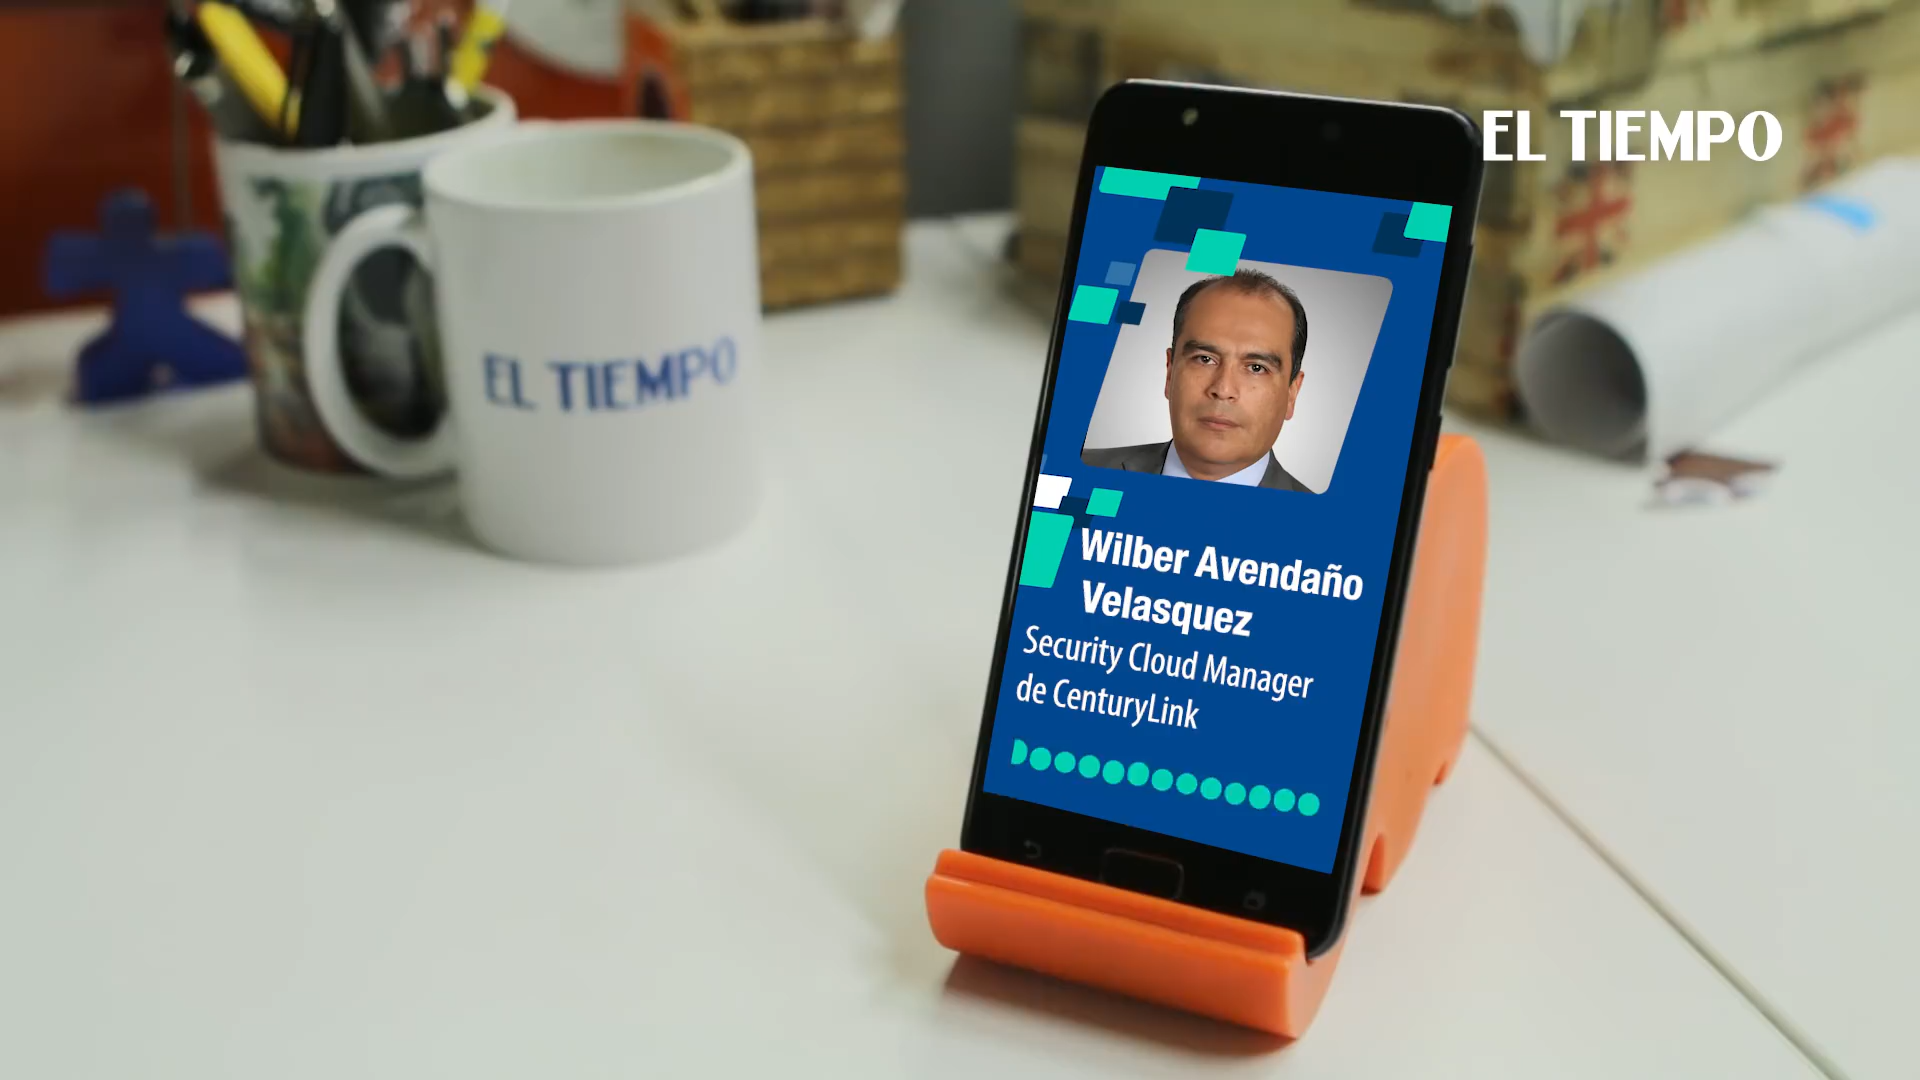 EL TIEMPO
EL TIEMPO
Wilber Avendaño
Velasquez
Security Cloud Manager
de CenturyLink